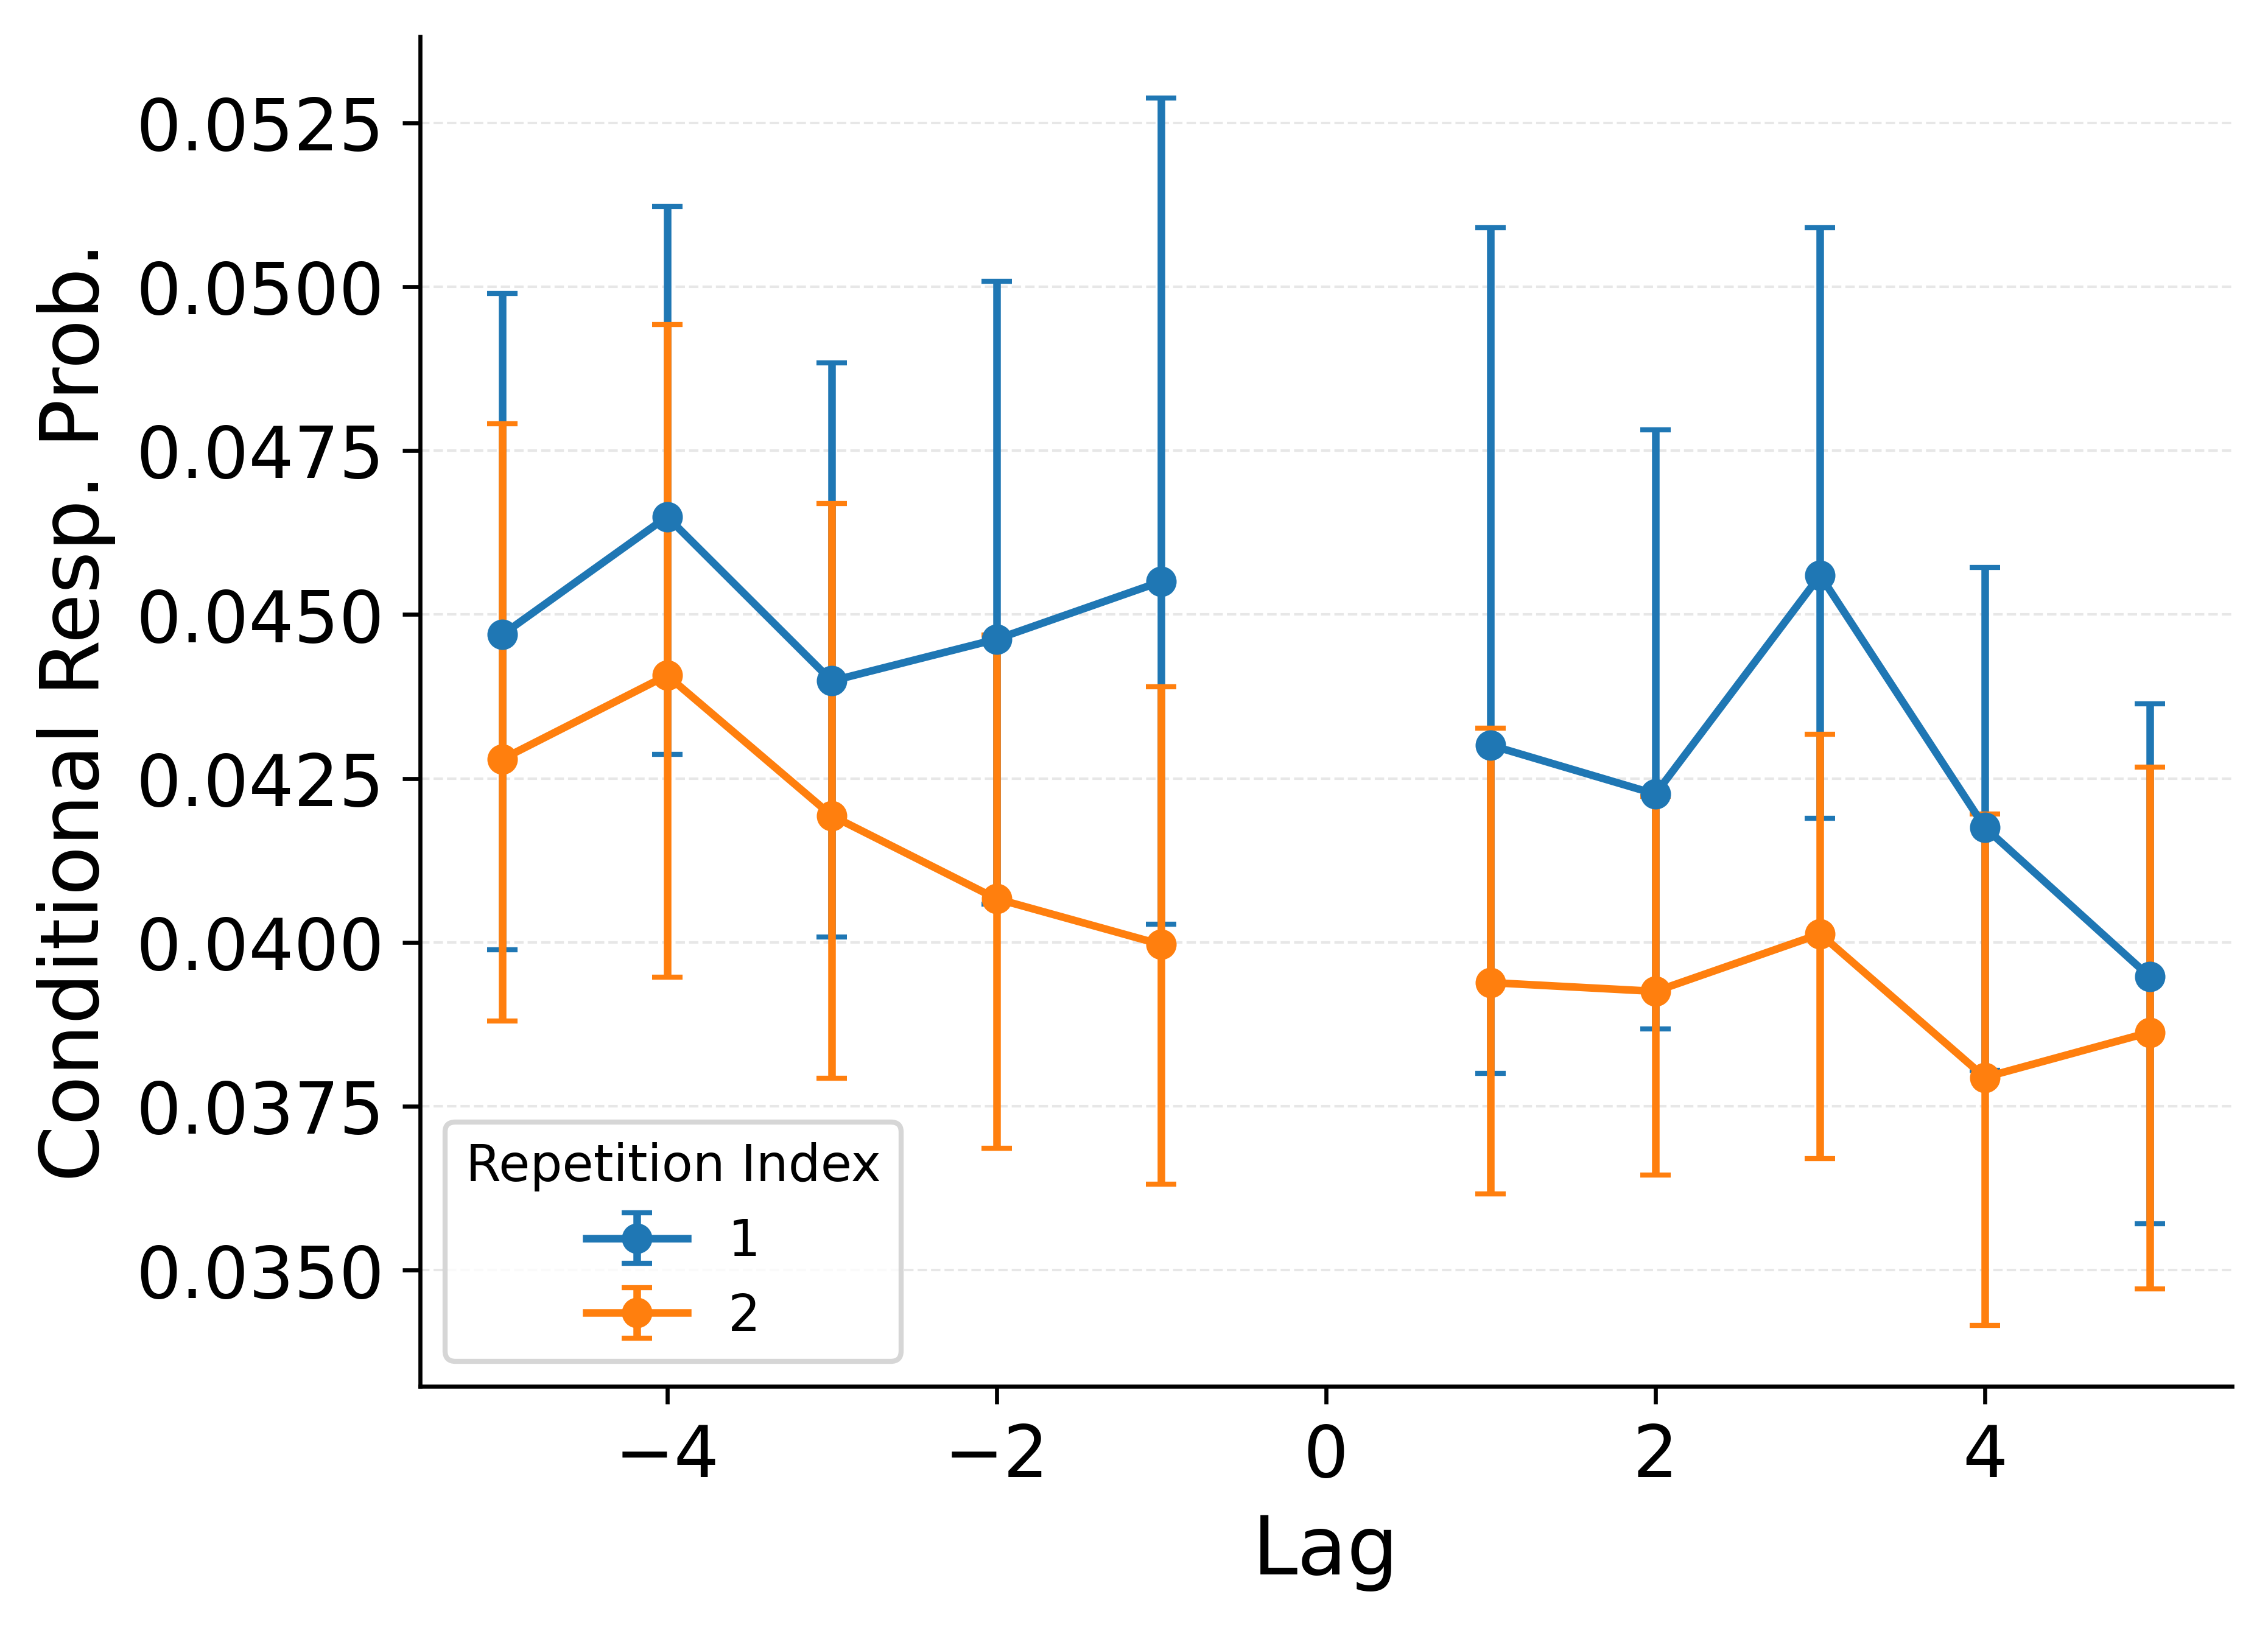 Conditional Resp. Prob.
0.0525
0.0500
0.0475
0.0450
0.0425
0.0400
0.0375
0.0350
Repetition Index
1
2
−4 −2 0 2 4
Lag